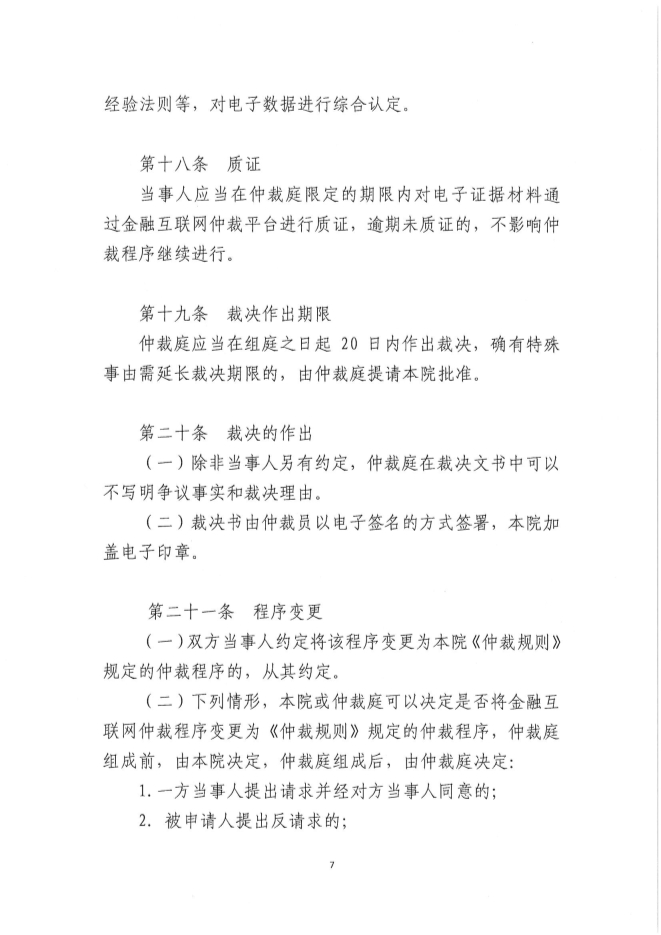 经验法则等，对电子数据进行综合认定。
第十八条　质证
当事人应当在仲裁庭限定的期限内对电子证据材料通
过金融互联网仲裁平台进行质证，逾期未质证的，不影响仲
裁程序继续进行。
第十九条　裁决作出期限
仲裁庭应当在组庭之日起 20 日内作出裁决，确有特殊
事由需延长裁决期限的，由仲裁庭提请本院批准。
第二十条　裁决的作出
（一）除非当事人另有约定，仲裁庭在裁决文书中可以
不写明争议事实和裁决理由。
（二）裁决书由仲裁员以电子签名的方式签署，本院加
盖电子印章。
第二十一条　程序变更
（一）双方当事人约定将该程序变更为本院《仲裁规则》
规定的仲裁程序的，从其约定。
（二）下列情形，本院或仲裁庭可以决定是否将金融互
联网仲裁程序变更为《仲裁规则》规定的仲裁程序，仲裁庭
组成前，由本院决定，仲裁庭组成后，由仲裁庭决定：
1.一方当事人提出请求并经对方当事人同意的；
2. 被申请人提出反请求的；
7